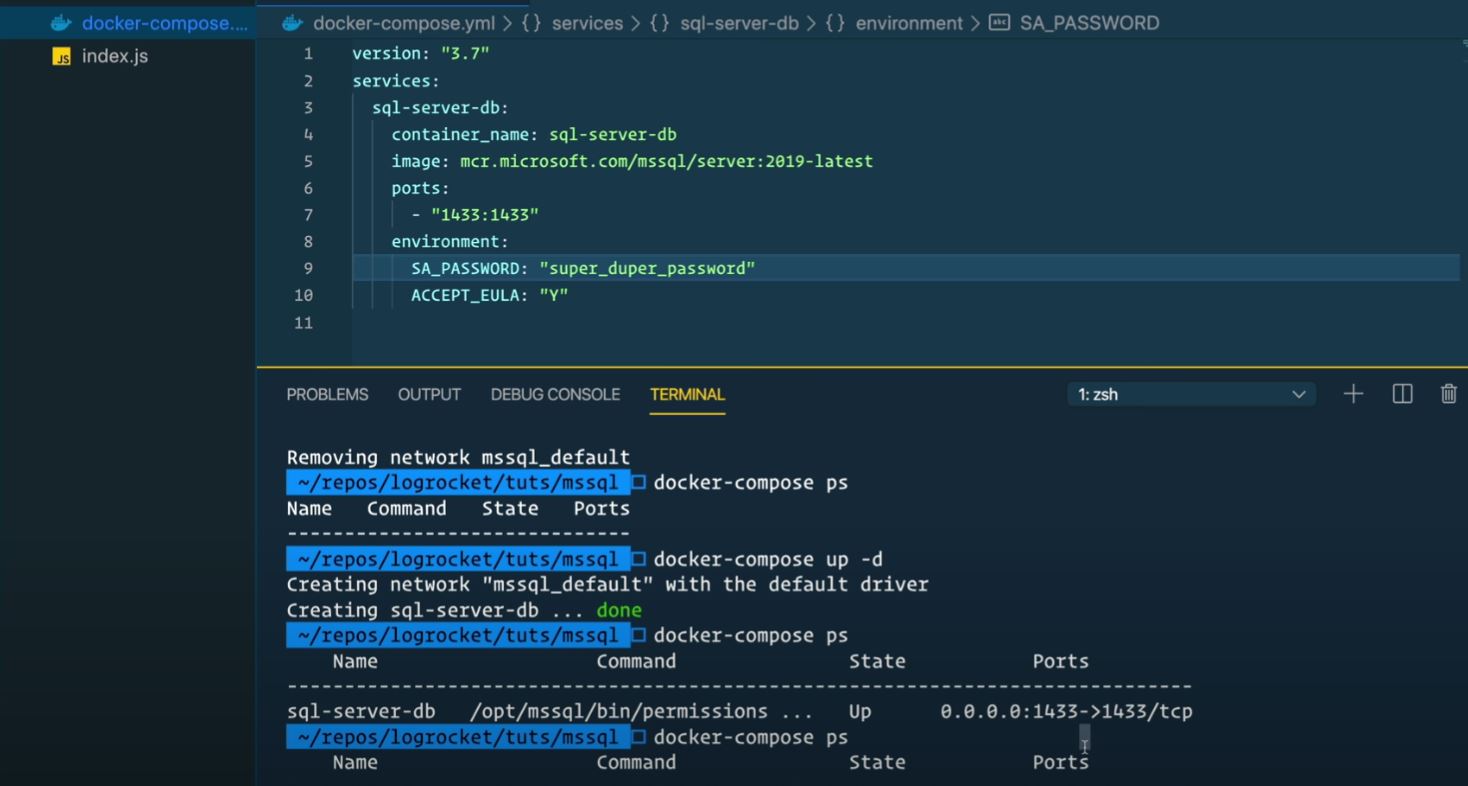 docker-compose....
docker-compose.yml > {} services > {} sql-server-db > {} environment > abc SA_PASSWORD
JS index.js
1 version: "3.7"
2 services:
3 sql-server-db:
4 container_name: sql-server-db
5 image: mcr.microsoft.com/mssql/server:2019-latest
6 ports:
7 - "1433:1433"
8 environment:
9 SA_PASSWORD: "super_duper_password"
10 ACCEPT_EULA: "Y"
11
PROBLEMS OUTPUT DEBUG CONSOLE TERMINAL 1: zsh
Removing network mssql_default
~/repos/logrocket/tuts/mssql docker-compose ps
Name Command State Ports
------------------------------
~/repos/logrocket/tuts/mssql docker-compose up -d
Creating network "mssql_default" with the default driver
Creating sql-server-db ... done
~/repos/logrocket/tuts/mssql docker-compose ps
Name Command State Ports
-------------------------------------------------------------------------------
sql-server-db /opt/mssql/bin/permissions ... Up 0.0.0.0:1433->1433/tcp
~/repos/logrocket/tuts/mssql docker-compose ps
Name Command State Ports